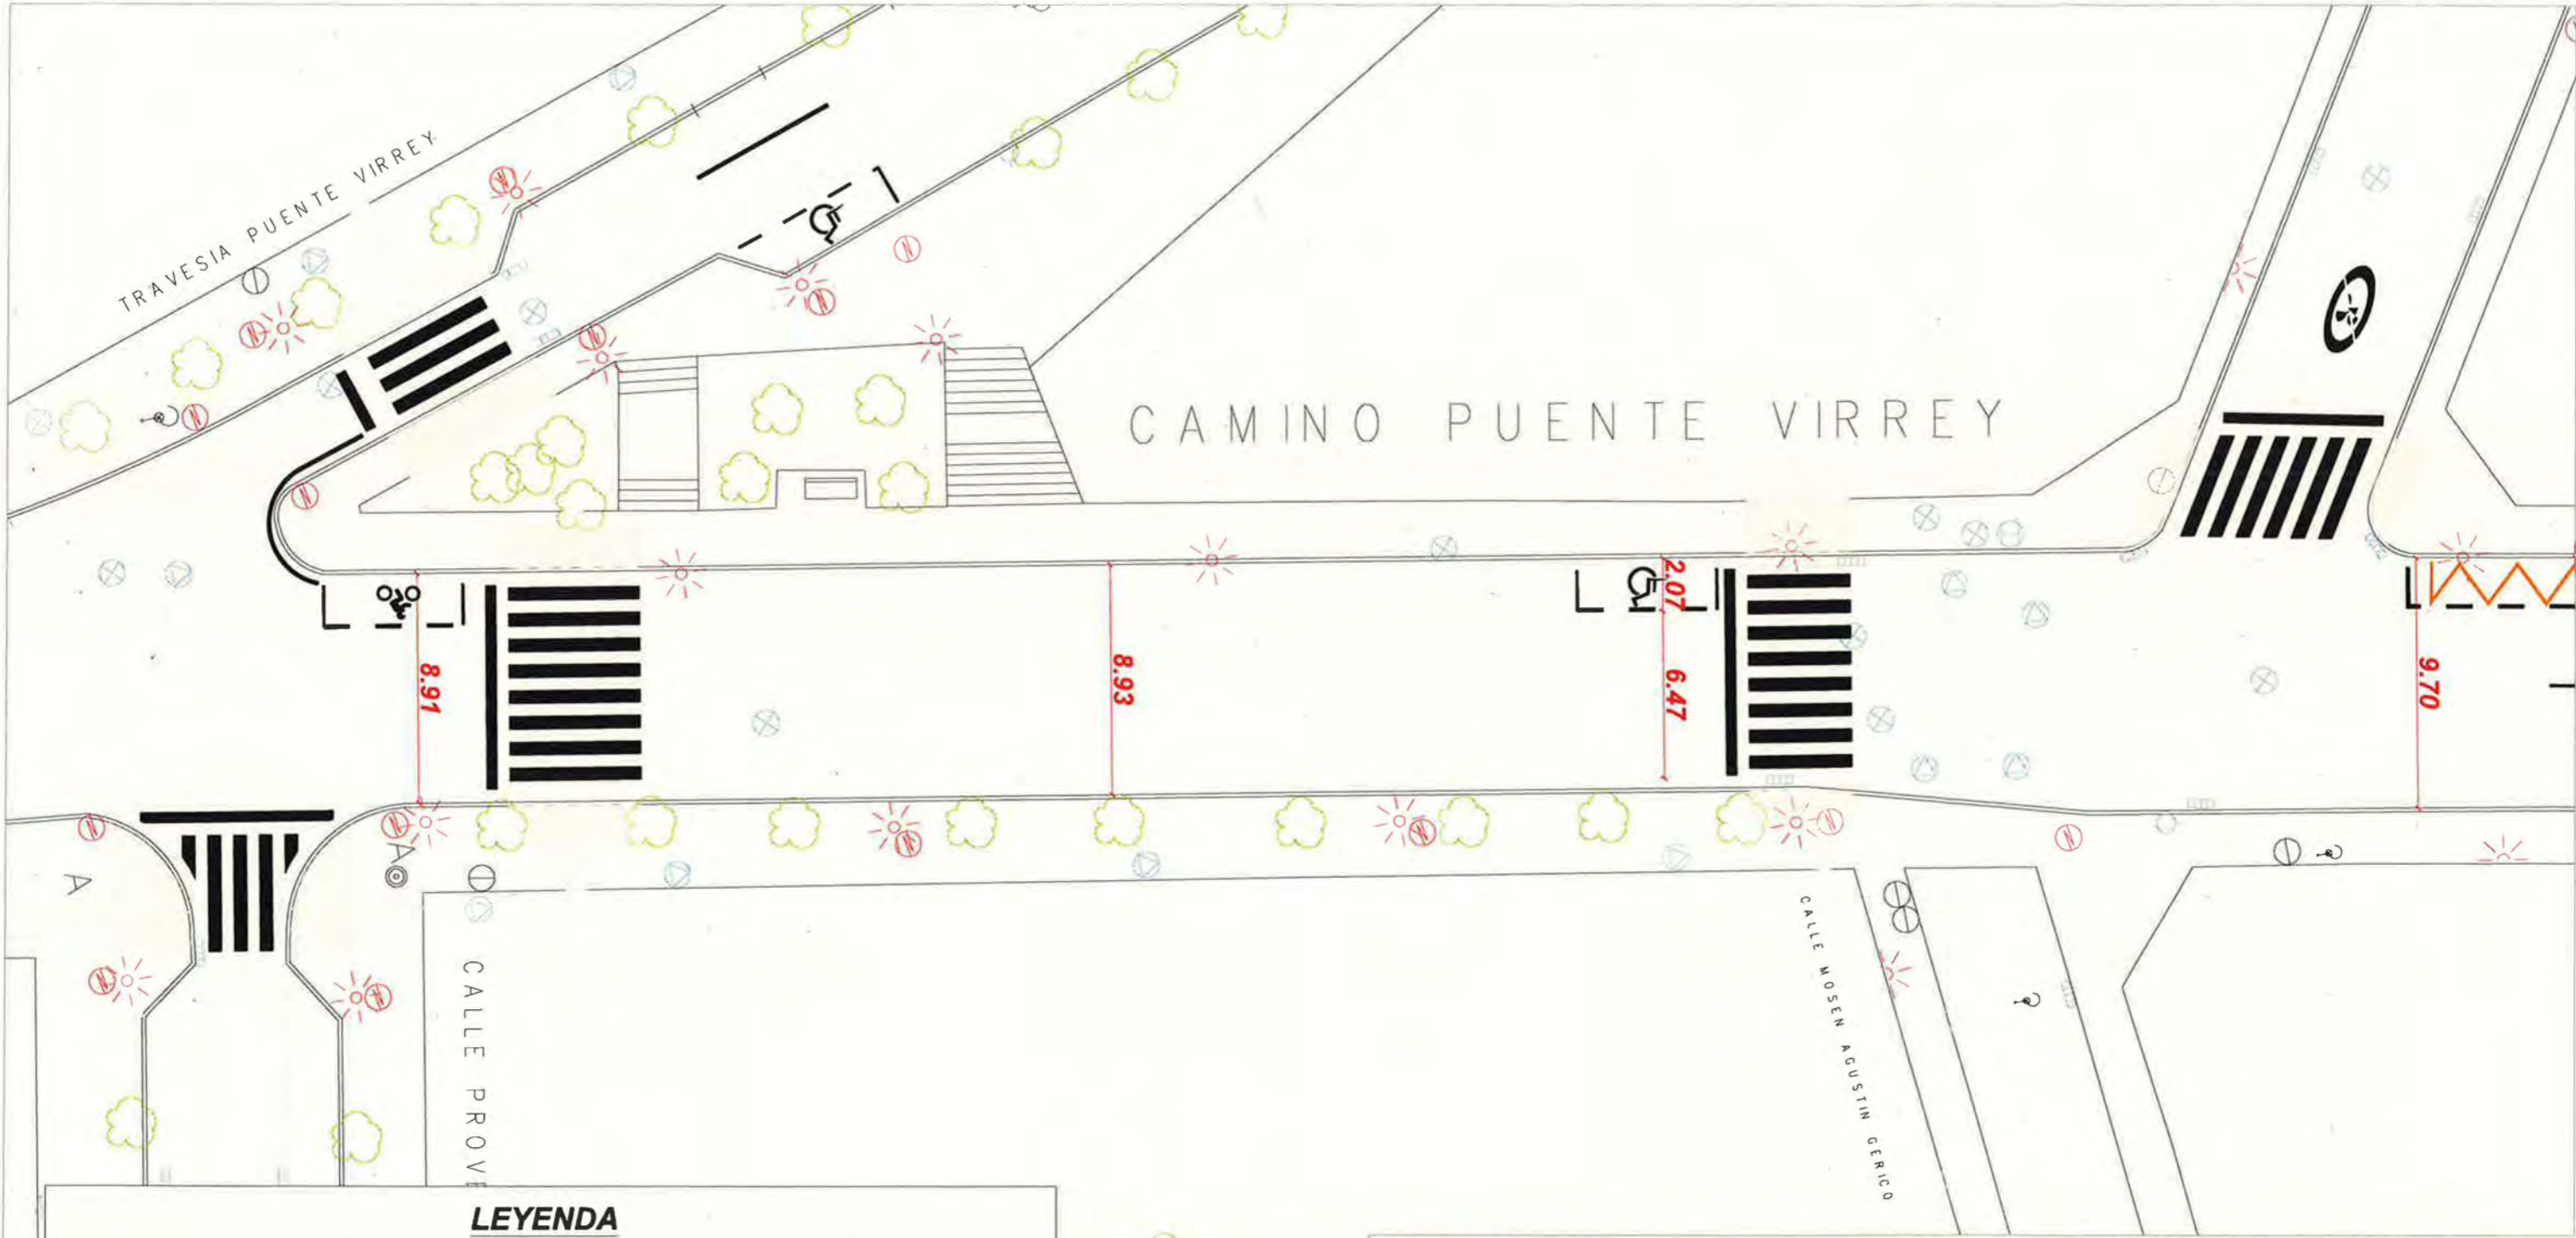 TRAVESIA PUENTE VIRREY
CAMINO PUENTE VIRREY
2.07
8.91
8.93
6.47
9.70
A
A
CALLE PROVE
CALLE MOSEN AGUSTIN GERICO
LEYENDA